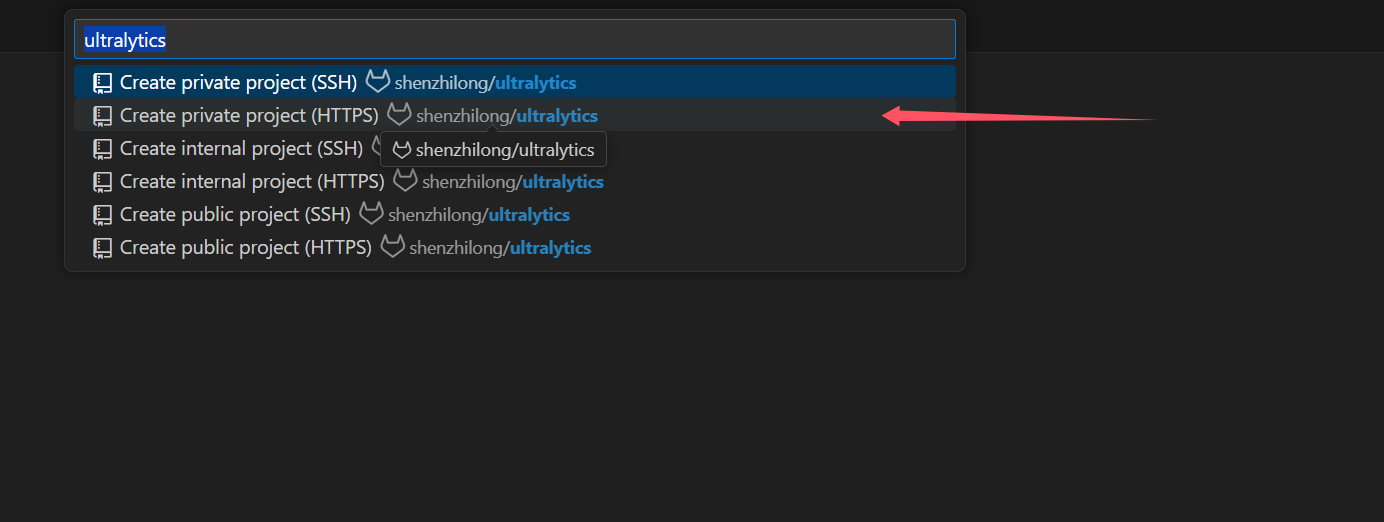 ultralytics
Create private project (SSH) shenzhilong/ultralytics
Create private project (HTTPS) shenzhilong/ultralytics
Create internal project (SSH)
shenzhilong/ultralytics
Create internal project (HTTPS) shenzhilong/ultralytics
Create public project (SSH) shenzhilong/ultralytics
Create public project (HTTPS) shenzhilong/ultralytics